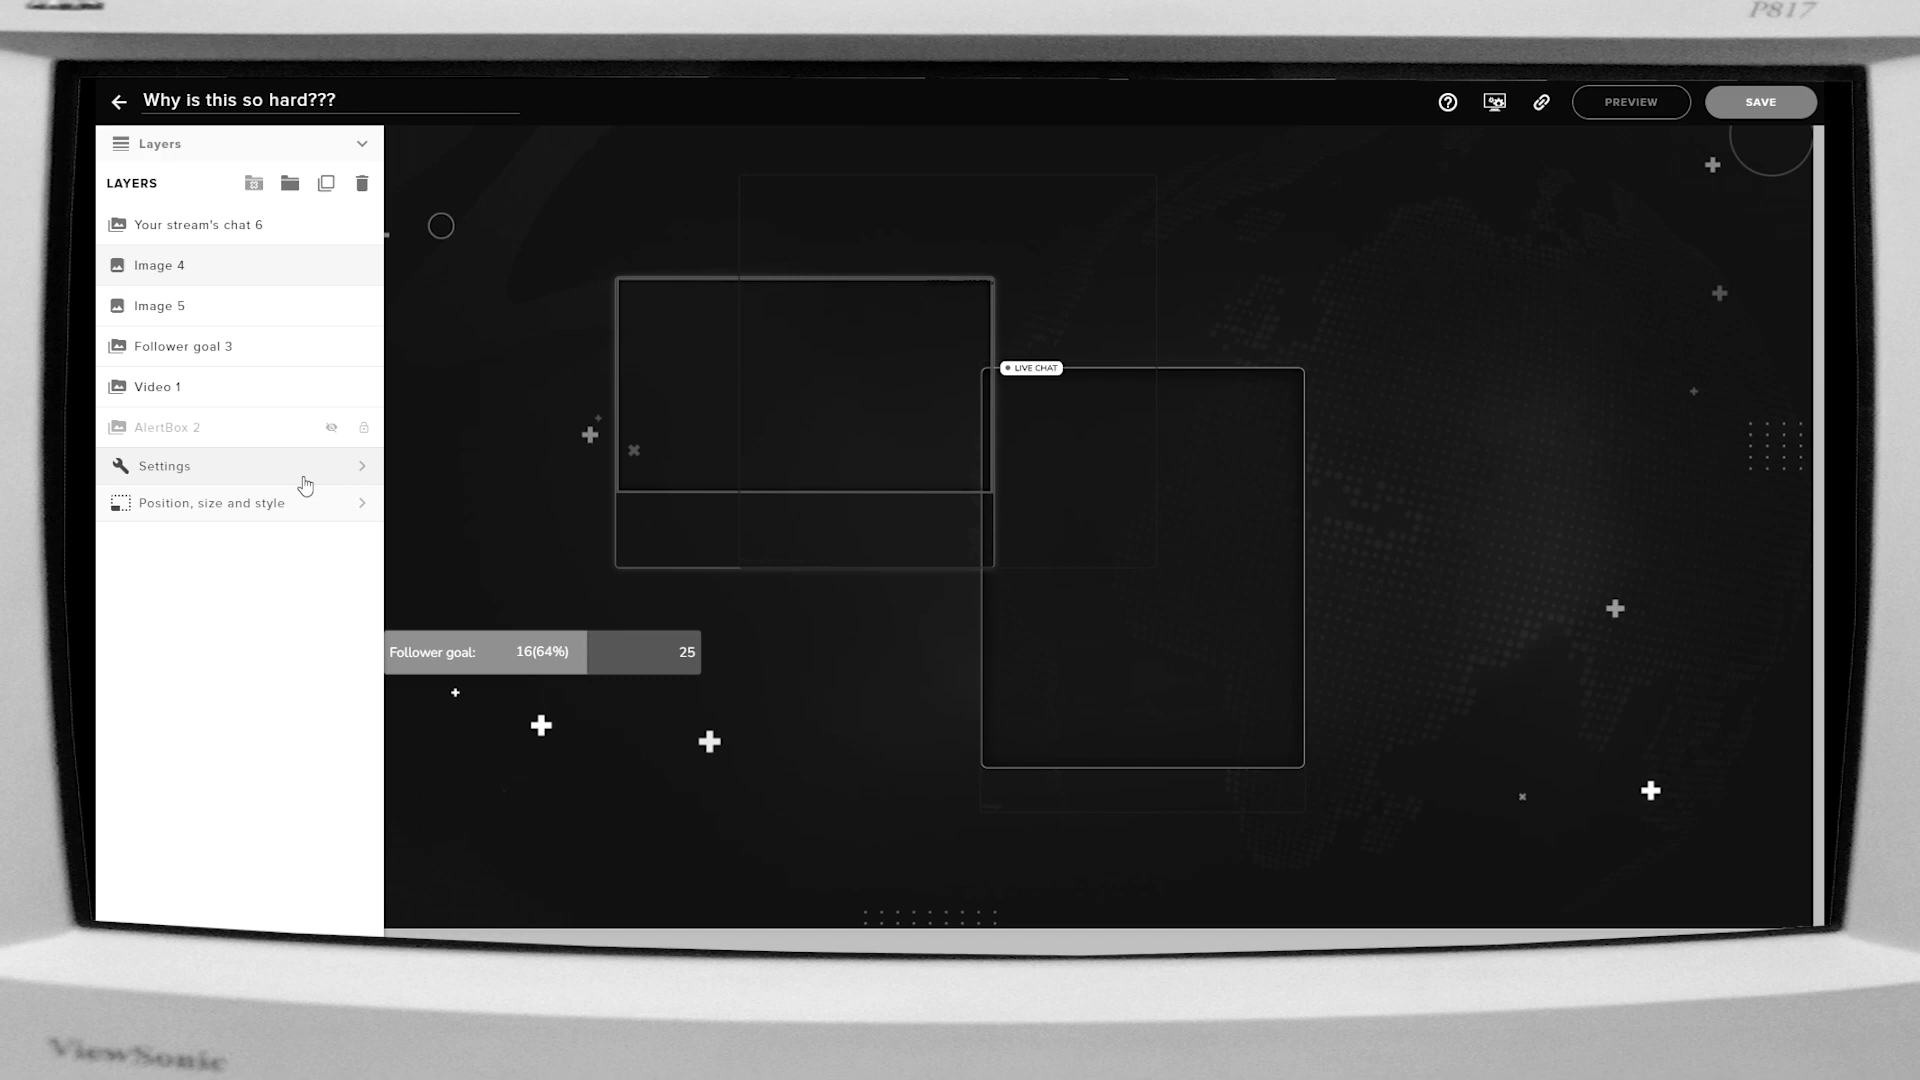 P817
Why is this so hard???
PREVIEW
SAVE
Layers
LAYERS
Your stream's chat 6
Image 4
Image 5
Follower goal 3
Video 1
AlertBox 2
Settings
Position, size and style
LIVE CHAT
Follower goal: 16(64%) 25
ViewSonic